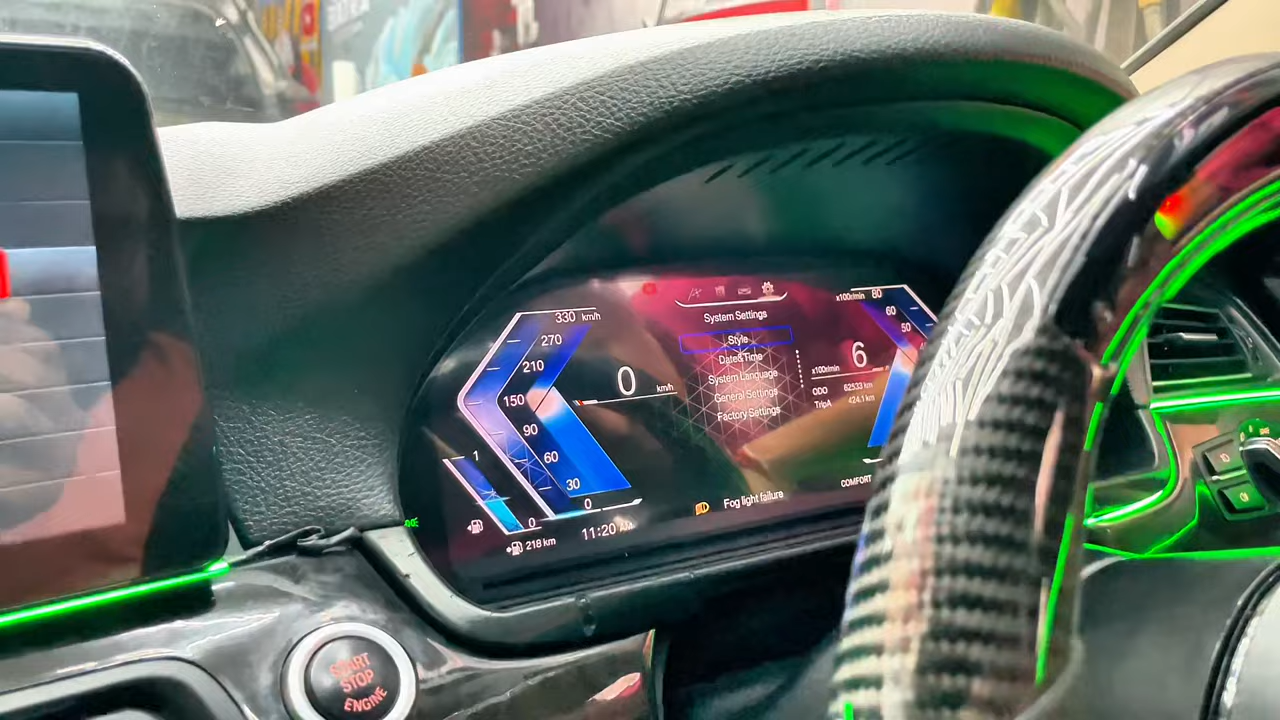 330 km/h
270
210
150
90
60
30
0
1
0
218 km
11:20 AM
0 km/h
System Settings
Style
Date&Time
System Language
General Settings
Factory Settings
Fog light failure
x100r/min 80
60
50
6
x100r/min
ODO 62533 km
TripA 424.1 km
COMFORT
START
STOP
ENGINE